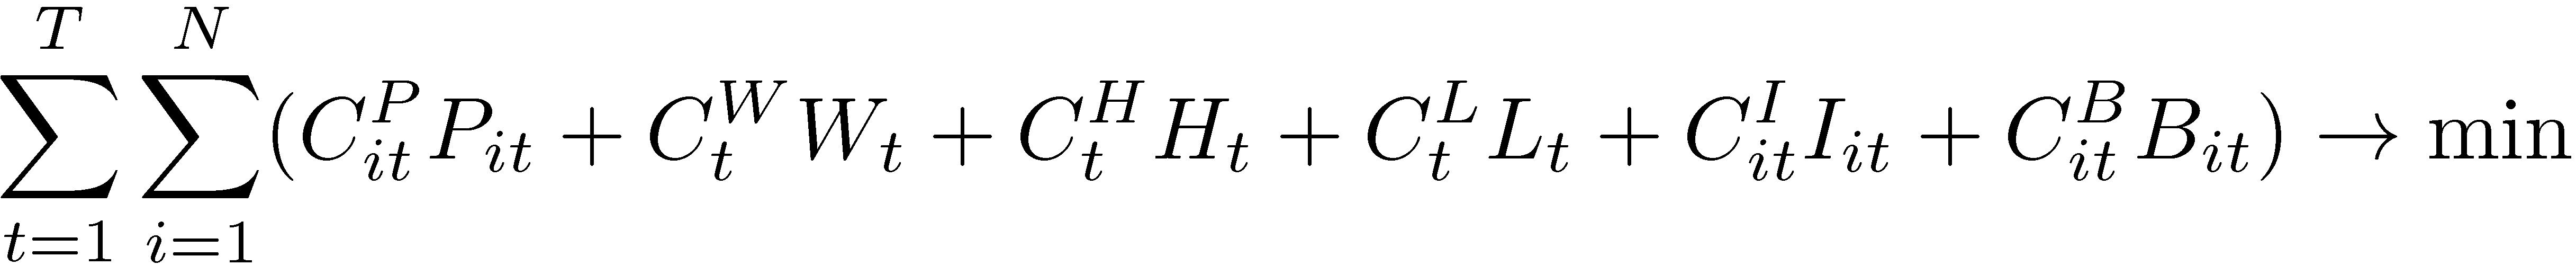 \sum_{t=1}^{T} \sum_{i=1}^{N} (C_{it}^{P} P_{it} + C_{t}^{W} W_{t} + C_{t}^{H} H_{t} + C_{t}^{L} L_{t} + C_{it}^{I} I_{it} + C_{it}^{B} B_{it}) \to \min